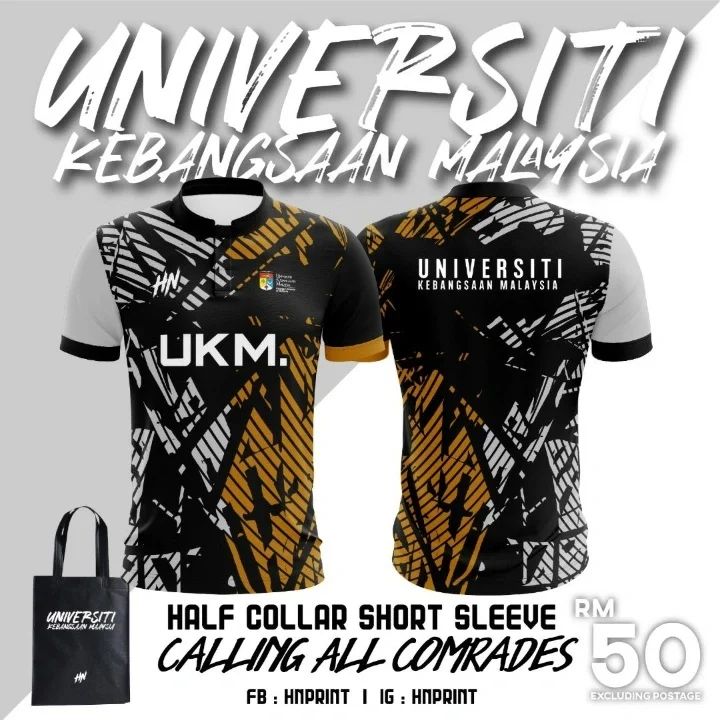 UNIVERSITI
KEBANGSAAN MALAYSIA
HN
UKM.
UNIVERSITI
KEBANGSAAN MALAYSIA
UNIVERSITI
KEBANGSAAN MALAYSIA
HN
HALF COLLAR SHORT SLEEVE
CALLING ALL COMRADES
RM
50
EXCLUDING POSTAGE
FB : HNPRINT I IG : HNPRINT